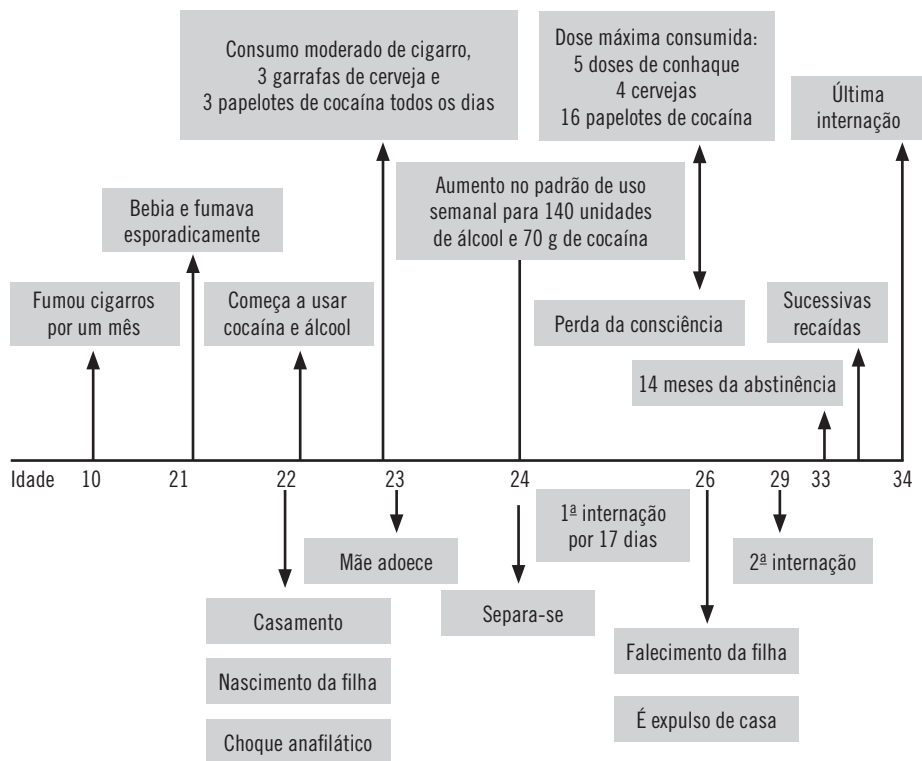 Consumo moderado de cigarro,
3 garrafas de cerveja e
3 papelotes de cocaína todos os dias
Dose máxima consumida:
5 doses de conhaque
4 cervejas
16 papelotes de cocaína
Última
internação
Bebia e fumava
esporadicamente
Aumento no padrão de uso
semanal para 140 unidades
de álcool e 70 g de cocaína
Fumou cigarros
por um mês
Começa a usar
cocaína e álcool
Perda da consciência
Sucessivas
recaídas
14 meses da abstinência
Idade 10 21 22 23 24 26 29 33 34
1ª internação
por 17 dias
Mãe adoece
2ª internação
Casamento
Separa-se
Falecimento da filha
Nascimento da filha
É expulso de casa
Choque anafilático